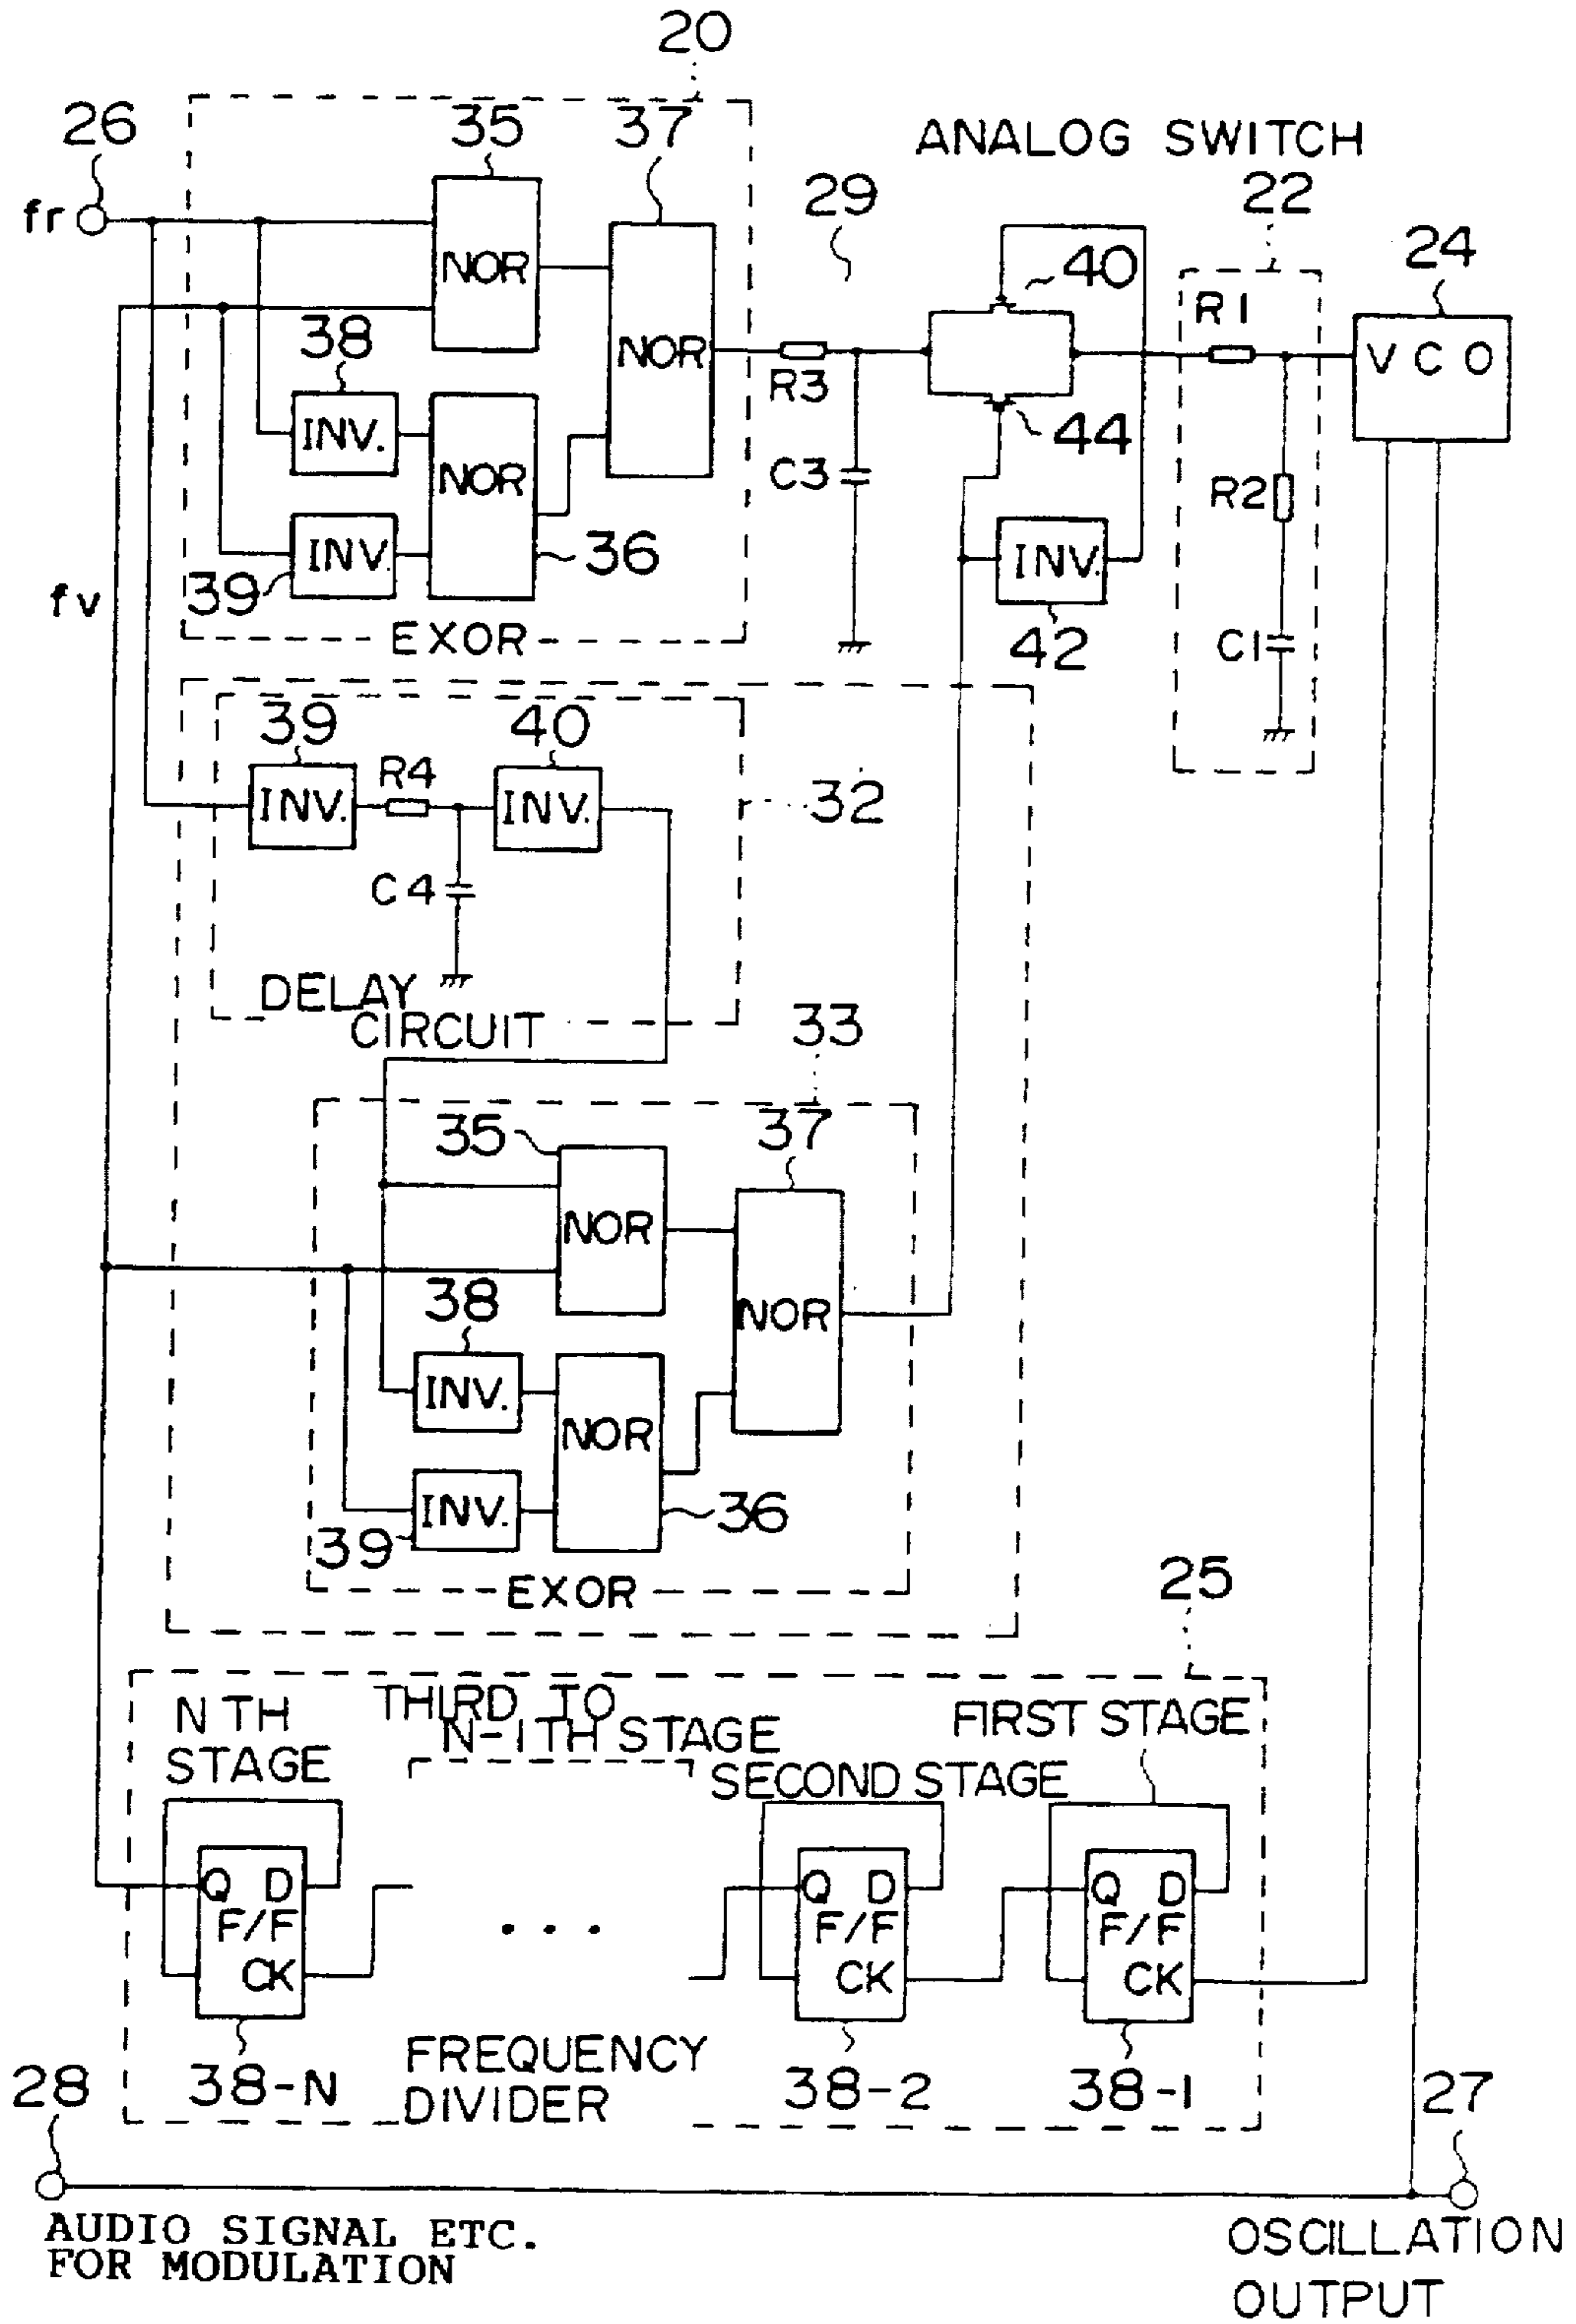 20
26
35
37
ANALOG SWITCH
fr
29
22
24
NOR
40
R1
38
NOR
R3
VCO
INV.
NOR
44
C3
R2
INV.
36
INV.
39
fv
EXOR
42
C1
39
40
R4
INV.
INV.
32
C4
DELAY
CIRCUIT
33
35
37
NOR
38
NOR
INV.
NOR
INV.
36
39
EXOR
25
N TH
STAGE
THIRD TO
N-1TH STAGE
FIRST STAGE
SECOND STAGE
Q D
F/F
CK
. . .
Q D
F/F
CK
Q D
F/F
CK
28
38-N
FREQUENCY
DIVIDER
38-2
38-1
27
AUDIO SIGNAL ETC.
FOR MODULATION
OSCILLATION
OUTPUT